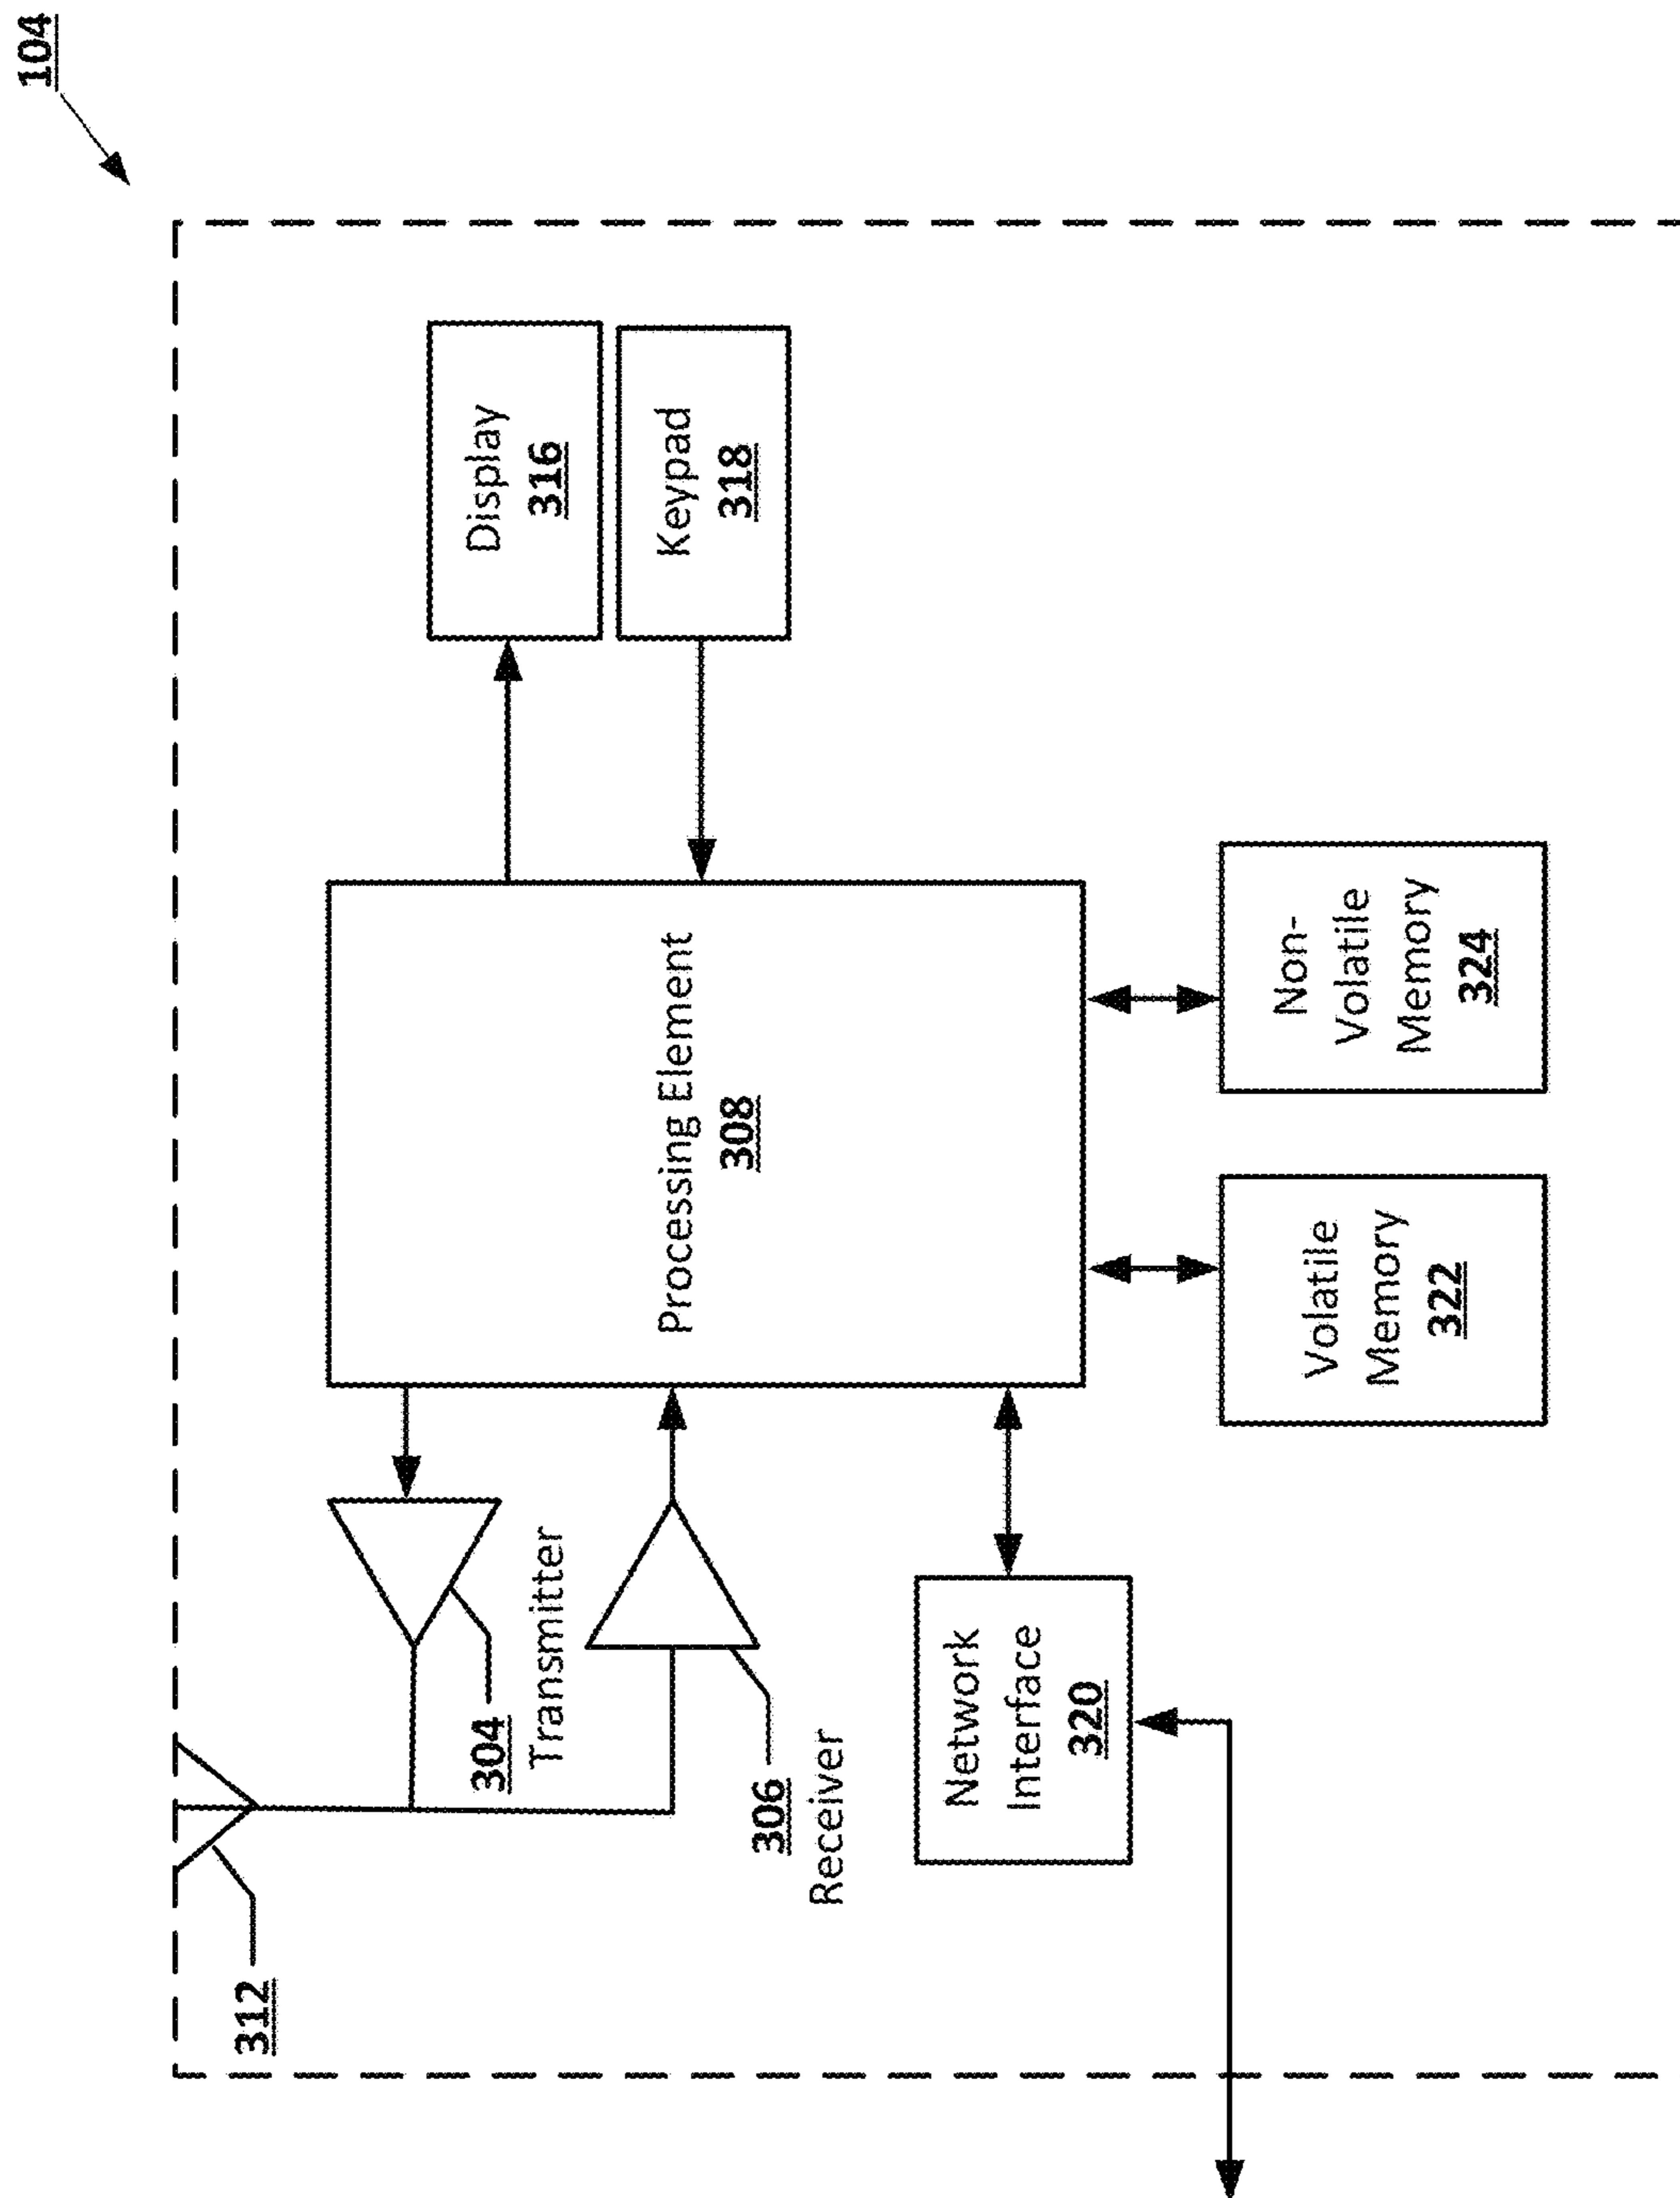 104
312
304
Transmitter
306
Receiver
Display
316
Keypad
318
Processing Element
308
Network
Interface
320
Volatile
Memory
322
Non-
Volatile
Memory
324